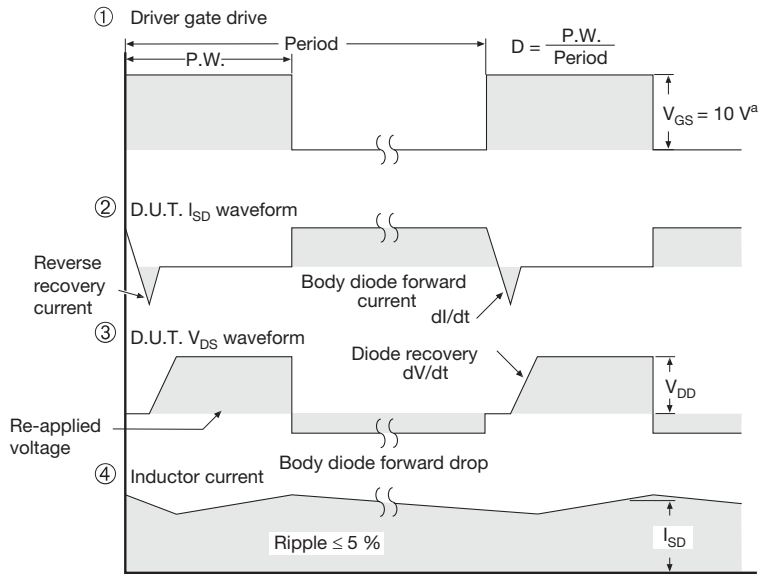 ① Driver gate drive
Period
P.W.
D = P.W. / Period
V_GS = 10 V^a
② D.U.T. I_SD waveform
Reverse
recovery
current
Body diode forward
current
dI/dt
③ D.U.T. V_DS waveform
Diode recovery
dV/dt
V_DD
Re-applied
voltage
Body diode forward drop
④ Inductor current
Ripple ≤ 5 %
I_SD